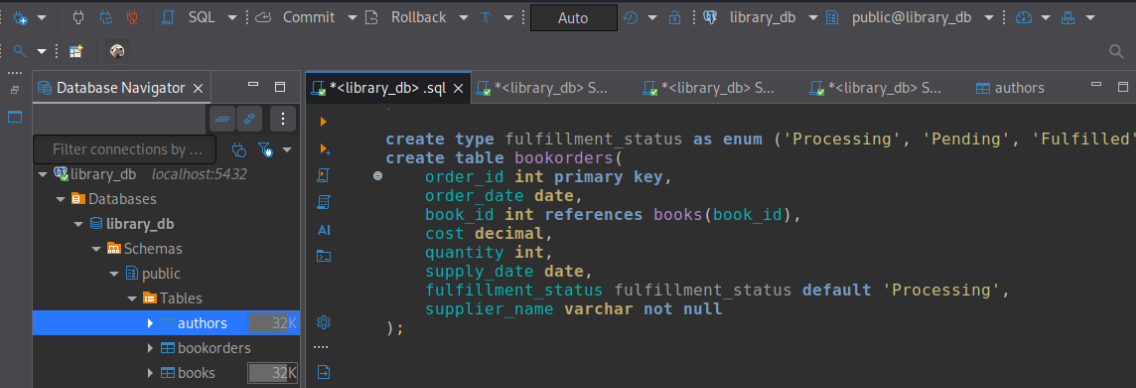 SQL Commit Rollback T Auto library_db public@library_db
Database Navigator
*<library_db> .sql *<library_db> S... *<library_db> S... *<library_db> S... authors
Filter connections by ...
library_db localhost:5432
Databases
library_db
Schemas
public
Tables
authors 32K
bookorders
books 32K
AI
create type fulfillment_status as enum ('Processing', 'Pending', 'Fulfilled'
create table bookorders(
order_id int primary key,
order_date date,
book_id int references books(book_id),
cost decimal,
quantity int,
supply_date date,
fulfillment_status fulfillment_status default 'Processing',
supplier_name varchar not null
);